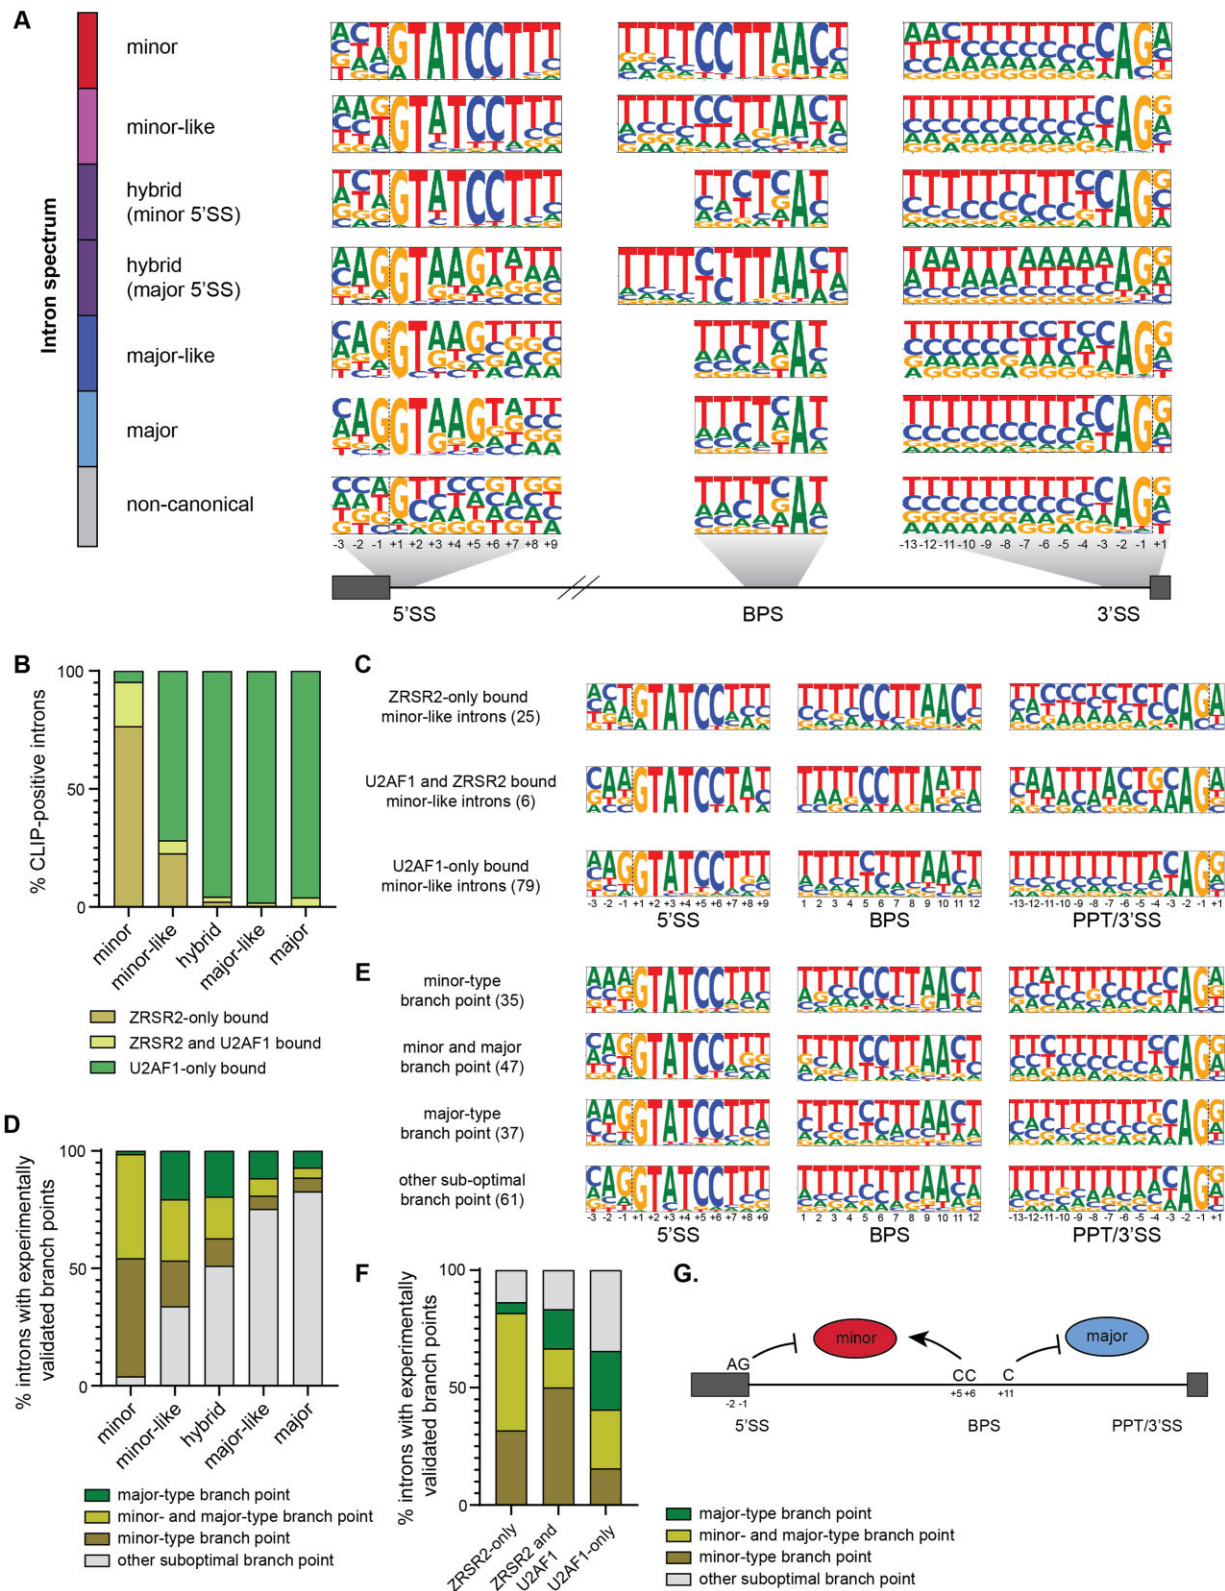 A
Intron spectrum
minor
minor-like
hybrid
(minor 5'SS)
hybrid
(major 5'SS)
major-like
major
non-canonical
-3 -2 -1 +1 +2 +3 +4 +5 +6 +7 +8 +9
-13 -12 -11 -10 -9 -8 -7 -6 -5 -4 -3 -2 -1 +1
5'SS
BPS
3'SS
B
% CLIP-positive introns
100
50
0
minor
minor-like
hybrid
major-like
major
ZRSR2-only bound
ZRSR2 and U2AF1 bound
U2AF1-only bound
C
ZRSR2-only bound
minor-like introns (25)
U2AF1 and ZRSR2 bound
minor-like introns (6)
U2AF1-only bound
minor-like introns (79)
-3 -2 -1 +1 +2 +3 +4 +5 +6 +7 +8 +9
1 2 3 4 5 6 7 8 9 10 11 12
-13 -12 -11 -10 -9 -8 -7 -6 -5 -4 -3 -2 -1 +1
5'SS
BPS
PPT/3'SS
D
% introns with experimentally
validated branch points
100
50
0
minor
minor-like
hybrid
major-like
major
major-type branch point
minor- and major-type branch point
minor-type branch point
other suboptimal branch point
E
minor-type
branch point (35)
minor and major
branch point (47)
major-type
branch point (37)
other sub-optimal
branch point (61)
-3 -2 -1 +1 +2 +3 +4 +5 +6 +7 +8 +9
1 2 3 4 5 6 7 8 9 10 11 12
-13 -12 -11 -10 -9 -8 -7 -6 -5 -4 -3 -2 -1 +1
5'SS
BPS
PPT/3'SS
F
% introns with experimentally
validated branch points
100
50
0
ZRSR2-only
ZRSR2 and
U2AF1
U2AF1-only
major-type branch point
minor- and major-type branch point
minor-type branch point
other suboptimal branch point
G.
minor
major
AG
-2 -1
CC
+5 +6
C
+11
5'SS
BPS
PPT/3'SS